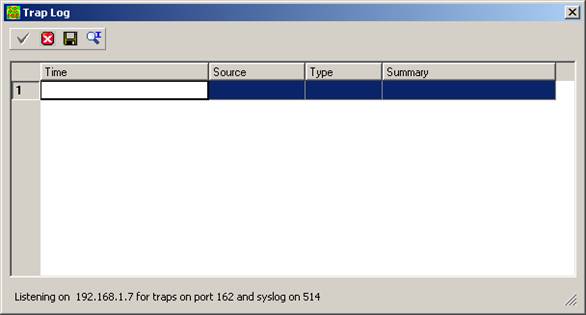 Trap Log
Time Source Type Summary
1
Listening on 192.168.1.7 for traps on port 162 and syslog on 514